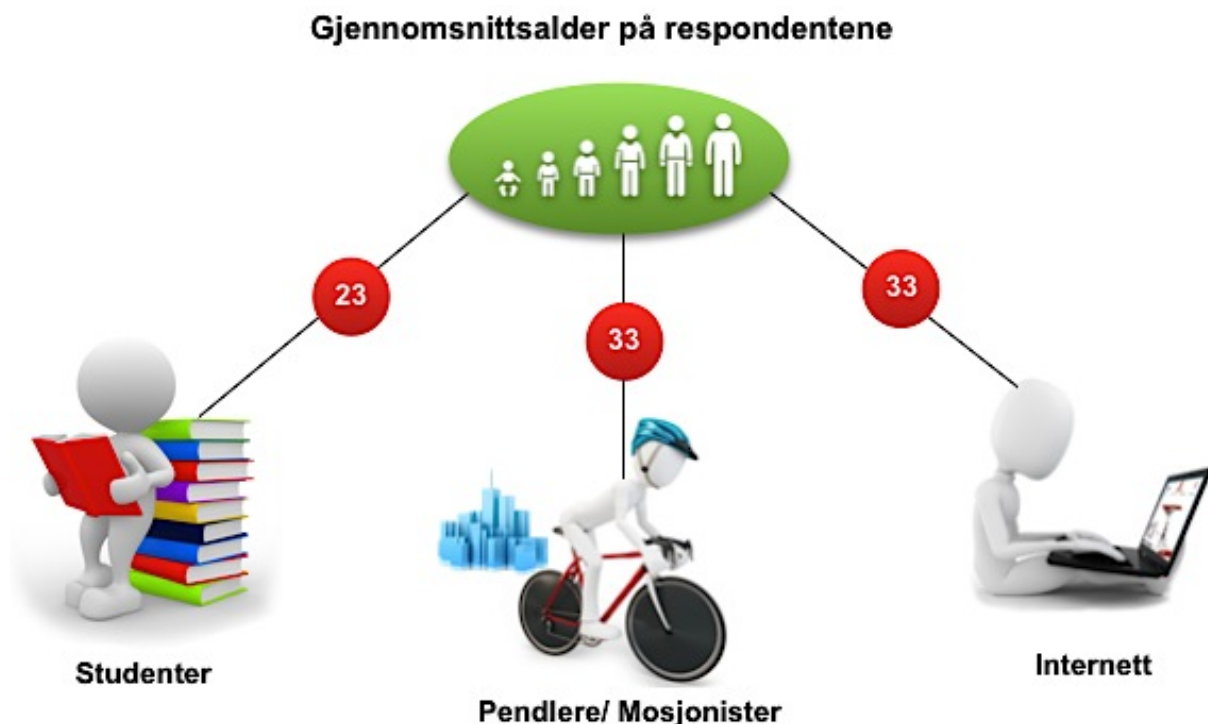 Gjennomsnittsalder på respondentene
23
33
33
Studenter
Pendlere/ Mosjonister
Internett